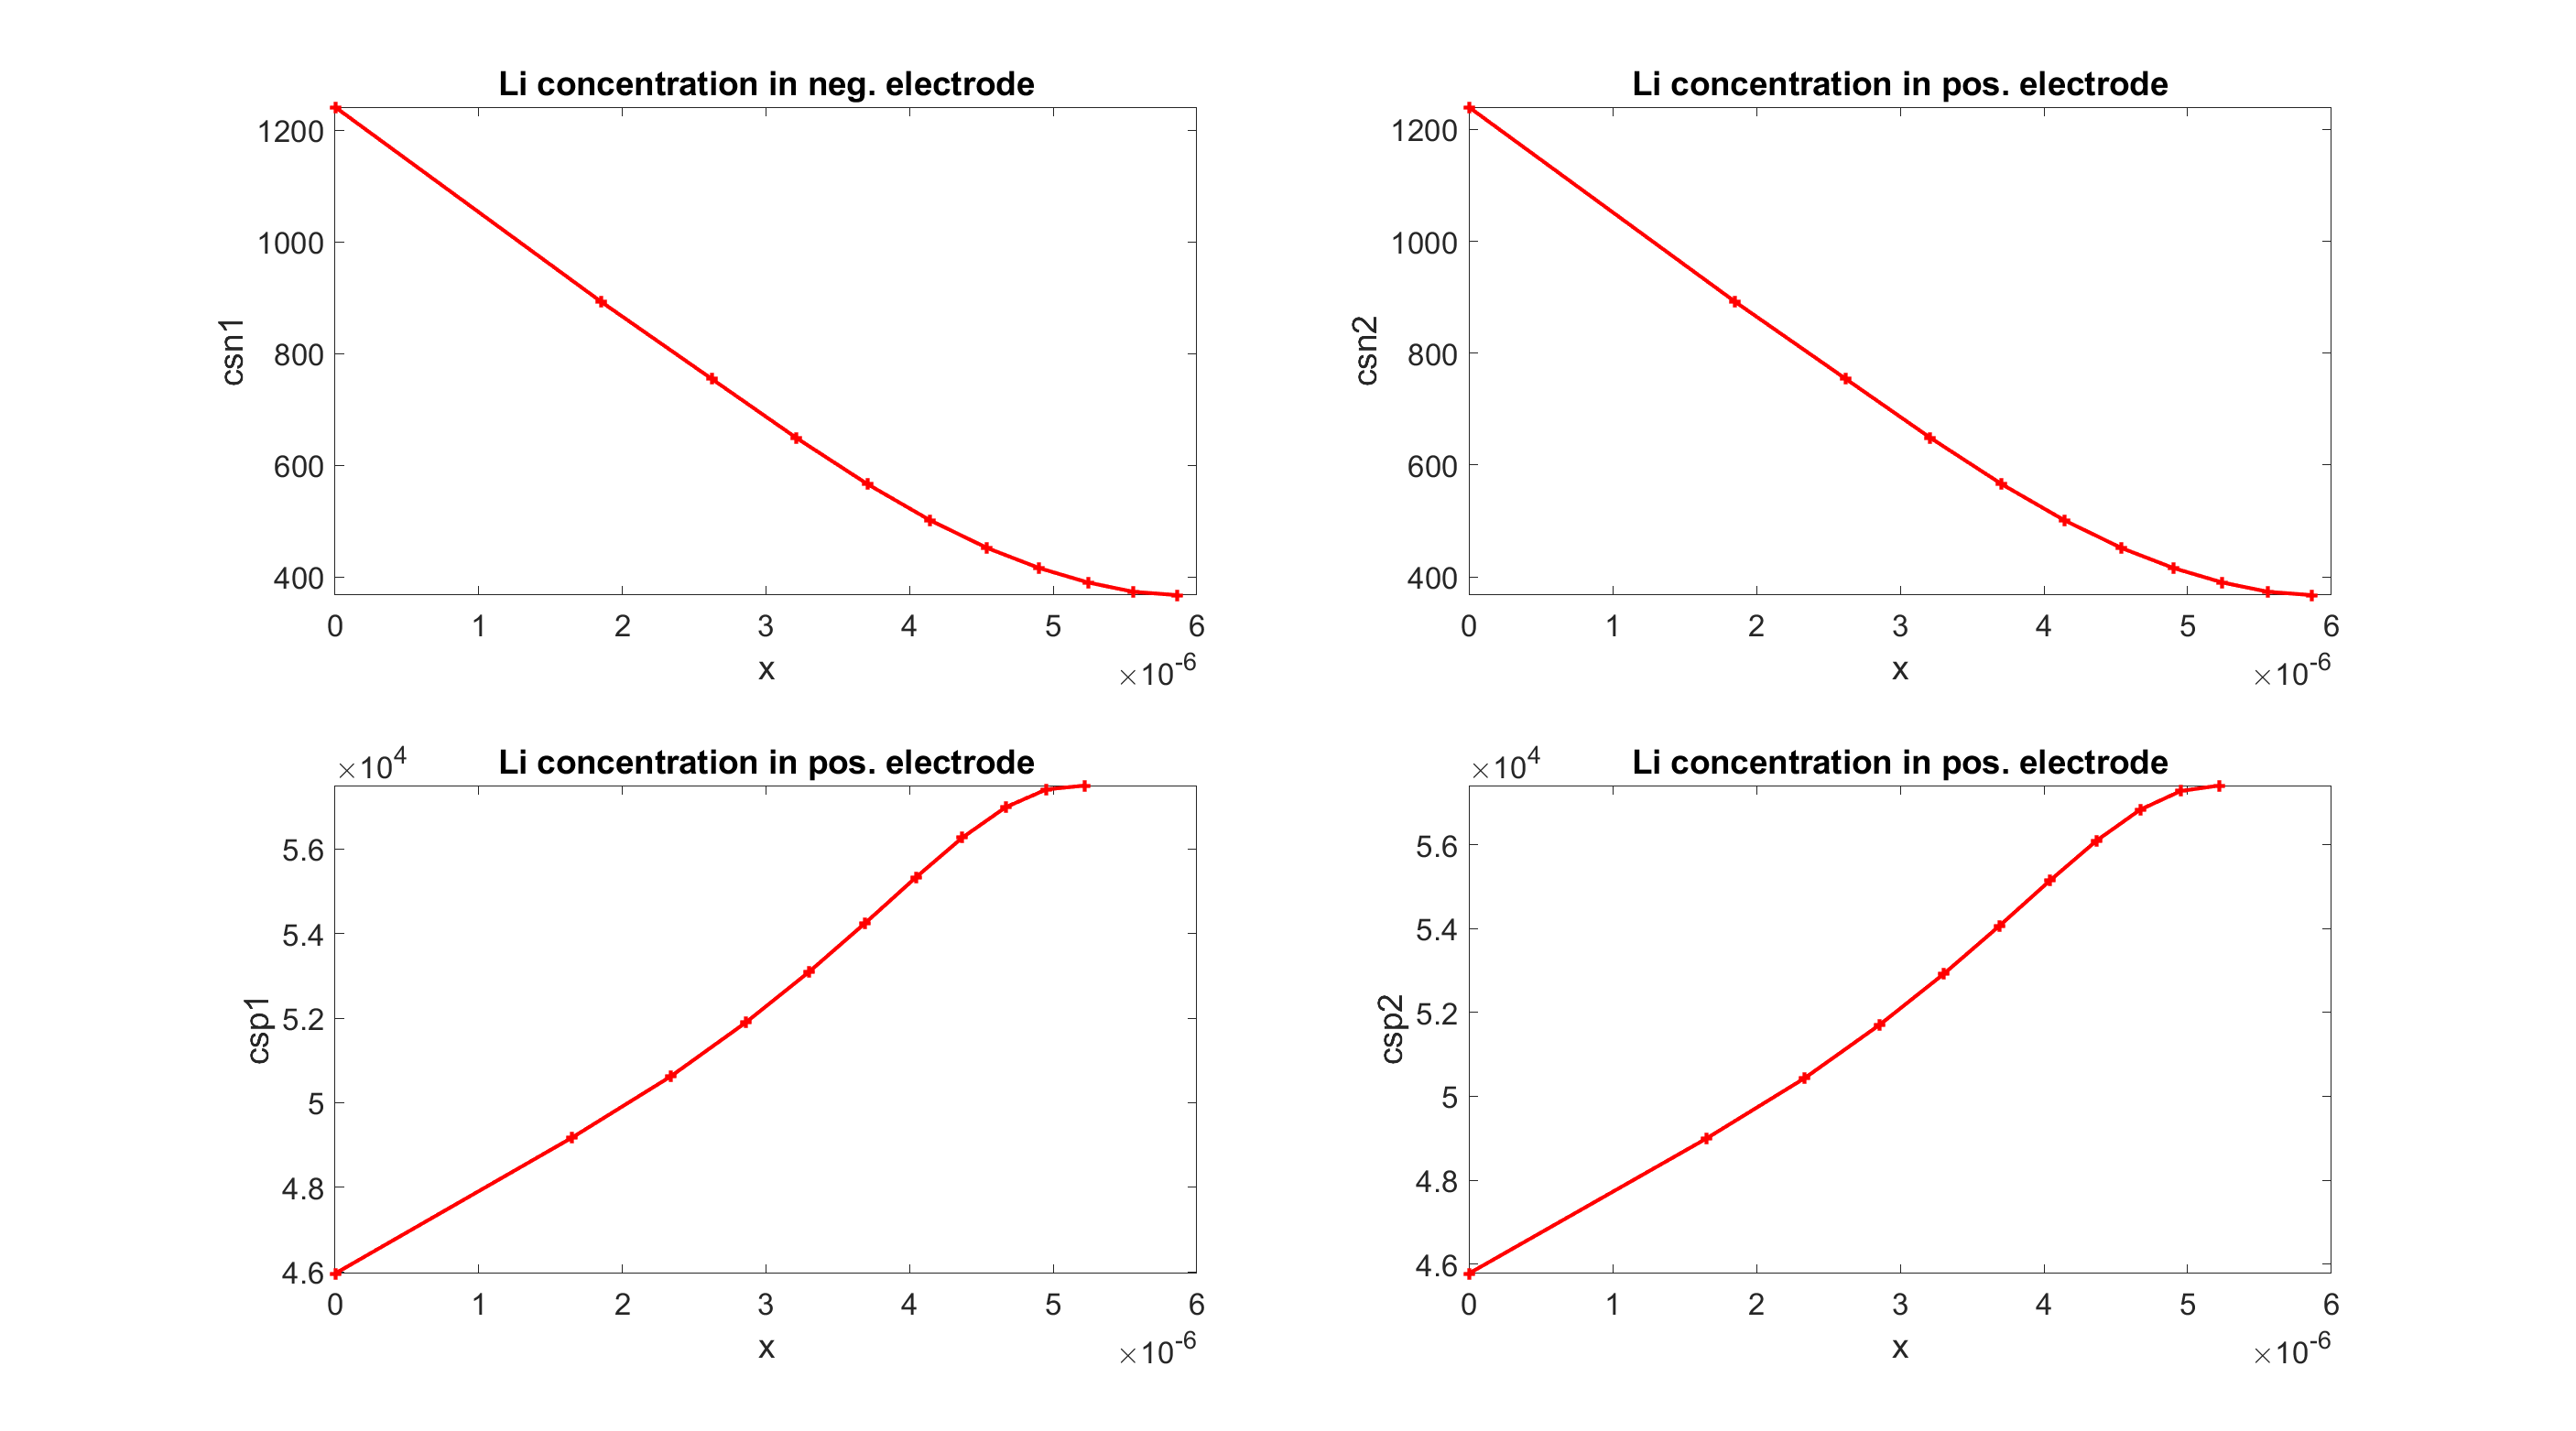 Li concentration in neg. electrode
1200
1000
800
600
400
csn1
0 1 2 3 4 5 6
x
×10-6
Li concentration in pos. electrode
1200
1000
800
600
400
csn2
0 1 2 3 4 5 6
x
×10-6
×104
Li concentration in pos. electrode
5.6
5.4
5.2
5
4.8
4.6
csp1
0 1 2 3 4 5 6
x
×10-6
×104
Li concentration in pos. electrode
5.6
5.4
5.2
5
4.8
4.6
csp2
0 1 2 3 4 5 6
x
×10-6